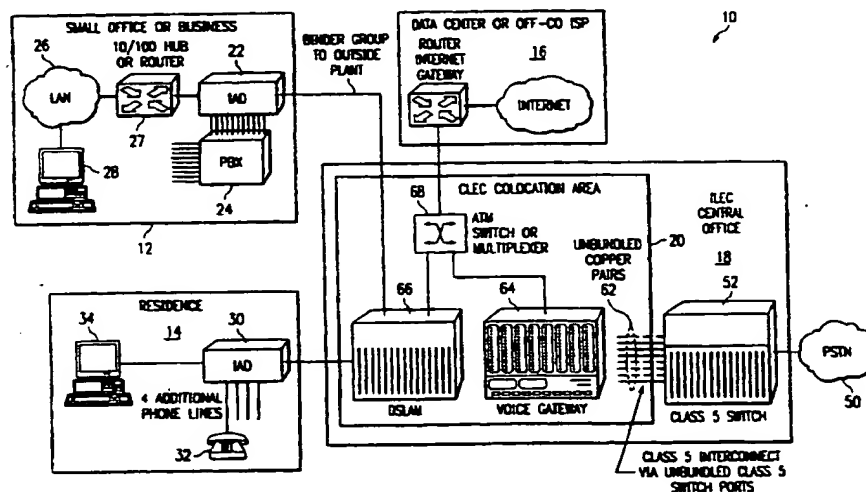 10
SMALL OFFICE OR BUSINESS
26
10/100 HUB
OR ROUTER
22
LAN
IAD
27
28
PBX
24
12
BINDER GROUP
TO OUTSIDE
PLANT
DATA CENTER OR OFF-CO ISP
ROUTER
INTERNET
GATEWAY
16
INTERNET
CLEC COLOCATION AREA
68
ATM
SWITCH OR
MULTIPLEXER
20
UNBUNDLED
COPPER
PAIRS
62
ILEC
CENTRAL
OFFICE
18
52
66
64
DSLAM
VOICE GATEWAY
CLASS 5 SWITCH
PSTN
50
CLASS 5 INTERCONNECT
VIA UNBUNDLED CLASS 5
SWITCH PORTS
RESIDENCE
34
14
30
IAD
4 ADDITIONAL
PHONE LINES
32